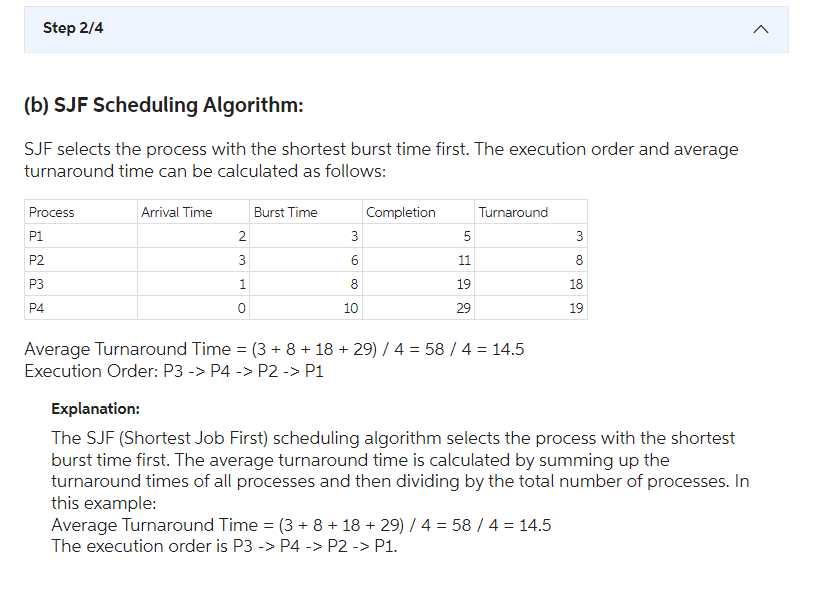 Step 2/4
(b) SJF Scheduling Algorithm:
SJF selects the process with the shortest burst time first. The execution order and average
turnaround time can be calculated as follows:
Process Arrival Time Burst Time Completion Turnaround
P1 2 3 5 3
P2 3 6 11 8
P3 1 8 19 18
P4 0 10 29 19
Average Turnaround Time = (3 + 8 + 18 + 29) / 4 = 58 / 4 = 14.5
Execution Order: P3 -> P4 -> P2 -> P1
Explanation:
The SJF (Shortest Job First) scheduling algorithm selects the process with the shortest
burst time first. The average turnaround time is calculated by summing up the
turnaround times of all processes and then dividing by the total number of processes. In
this example:
Average Turnaround Time = (3 + 8 + 18 + 29) / 4 = 58 / 4 = 14.5
The execution order is P3 -> P4 -> P2 -> P1.